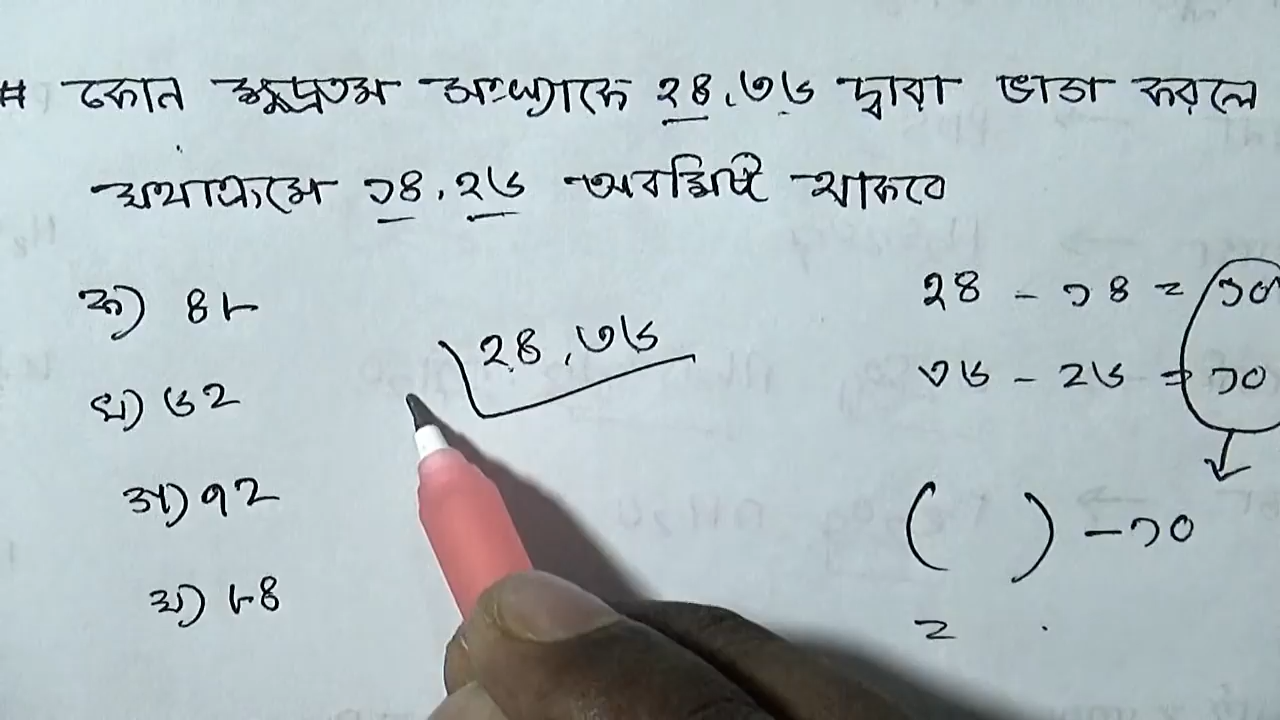 # কোন ক্ষুদ্রতম সংখ্যাকে ২৪,৩৬ দ্বারা ভাগ করলে
যথাক্রমে ১৪,২৬ অবশিষ্ট থাকবে
ক) ৪৮
খ) ৬২
গ) ৭২
ঘ) ৮৪
২৪,৩৬
২৪ - ১৪ = ১০
৩৬ - ২৬ = ১০
( ) - ১০
=